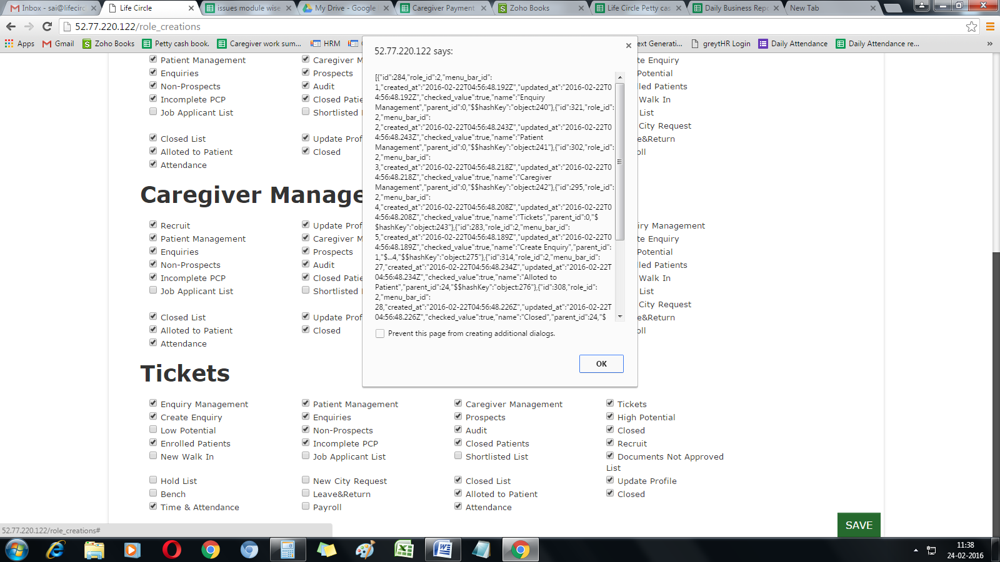 Inbox - sai@lifecirc
Life Circle
issues module wise
My Drive - Google
Caregiver Payment
Zoho Books
Life Circle Petty cas
Daily Business Repo
New Tab
52.77.220.122/role_creations
Apps
Gmail
Zoho Books
Petty cash book.
Caregiver work sum...
HRM
ext Generati...
greytHR Login
Daily Attendance
Daily Attendance re...
»
Patient Management
Caregiver M
te Enquiry
Enquiries
Prospects
Potential
Non-Prospects
Audit
lled Patients
Incomplete PCP
Closed Patie
Walk In
Job Applicant List
Shortlisted
List
City Request
Closed List
Update Prof
e&Return
Alloted to Patient
Closed
oll
Attendance
Caregiver Manage
Recruit
Update Prof
iry Management
Patient Management
Caregiver M
te Enquiry
Enquiries
Prospects
Potential
Non-Prospects
Audit
lled Patients
Incomplete PCP
Closed Patie
Walk In
Job Applicant List
Shortlisted
List
City Request
Closed List
Update Prof
e&Return
Alloted to Patient
Closed
oll
Attendance
52.77.220.122 says:
[{"id":284,"role_id":2,"menu_bar_id":
1,"created_at":"2016-02-22T04:56:48.192Z","updated_at":"2016-02-22T0
4:56:48.192Z","checked_value":true,"name":"Enquiry
Management","parent_id":0,"$$hashKey":"object:240"},{"id":321,"role_id":
2,"menu_bar_id":
2,"created_at":"2016-02-22T04:56:48.243Z","updated_at":"2016-02-22T0
4:56:48.243Z","checked_value":true,"name":"Patient
Management","parent_id":0,"$$hashKey":"object:241"},{"id":302,"role_id":
2,"menu_bar_id":
3,"created_at":"2016-02-22T04:56:48.218Z","updated_at":"2016-02-22T0
4:56:48.218Z","checked_value":true,"name":"Caregiver
Management","parent_id":0,"$$hashKey":"object:242"},{"id":295,"role_id":
2,"menu_bar_id":
4,"created_at":"2016-02-22T04:56:48.208Z","updated_at":"2016-02-22T0
4:56:48.208Z","checked_value":true,"name":"Tickets","parent_id":0,"$
$hashKey":"object:243"},{"id":283,"role_id":2,"menu_bar_id":
5,"created_at":"2016-02-22T04:56:48.189Z","updated_at":"2016-02-22T0
4:56:48.189Z","checked_value":true,"name":"Create Enquiry","parent_id":
1,"$...4,"$$hashKey":"object:275"},{"id":314,"role_id":2,"menu_bar_id":
27,"created_at":"2016-02-22T04:56:48.234Z","updated_at":"2016-02-22T
04:56:48.234Z","checked_value":true,"name":"Alloted to
Patient","parent_id":24,"$$hashKey":"object:276"},{"id":308,"role_id":
2,"menu_bar_id":
28,"created_at":"2016-02-22T04:56:48.226Z","updated_at":"2016-02-22T
04:56:48.226Z","checked_value":true,"name":"Closed","parent_id":24,"$
Prevent this page from creating additional dialogs.
OK
Tickets
Enquiry Management
Patient Management
Caregiver Management
Tickets
Create Enquiry
Enquiries
Prospects
High Potential
Low Potential
Non-Prospects
Audit
Closed
Enrolled Patients
Incomplete PCP
Closed Patients
Recruit
New Walk In
Job Applicant List
Shortlisted List
Documents Not Approved
List
Hold List
New City Request
Closed List
Update Profile
Bench
Leave&Return
Alloted to Patient
Closed
Time & Attendance
Payroll
Attendance
SAVE
52.77.220.122/role_creations#
11:38
24-02-2016